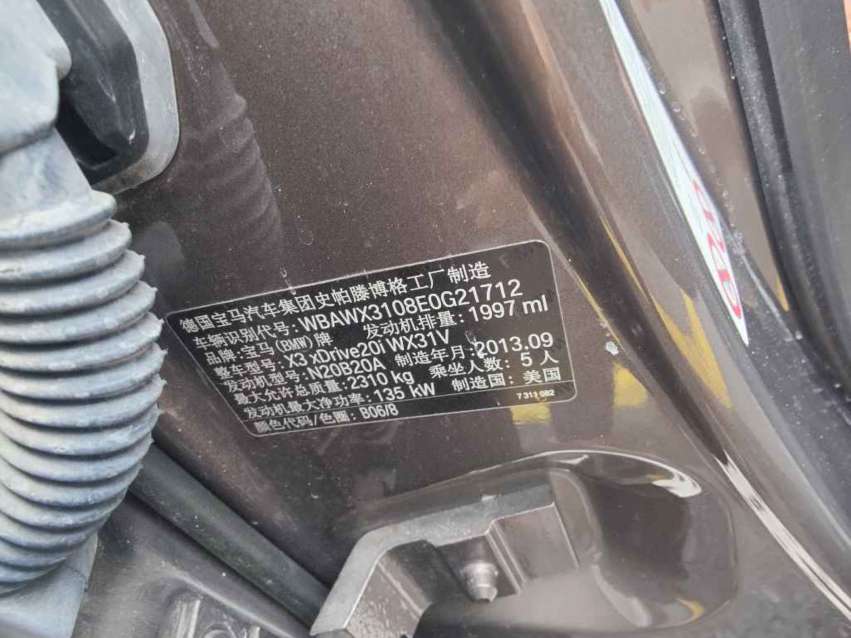 德国宝马汽车集团史帕滕博格工厂制造
车辆识别代号: WBAWX3108E0G21712
品牌: 宝马(BMW)牌 发动机排量: 1997 ml
整车型号: X3 xDrive20i WX31V
发动机型号: N20B20A 制造年月: 2013.09
最大允许总质量: 2310 kg 乘坐人数: 5 人
发动机最大净功率: 135 kW 制造国: 美国
颜色代码/色圈: B06/8 7 311 082